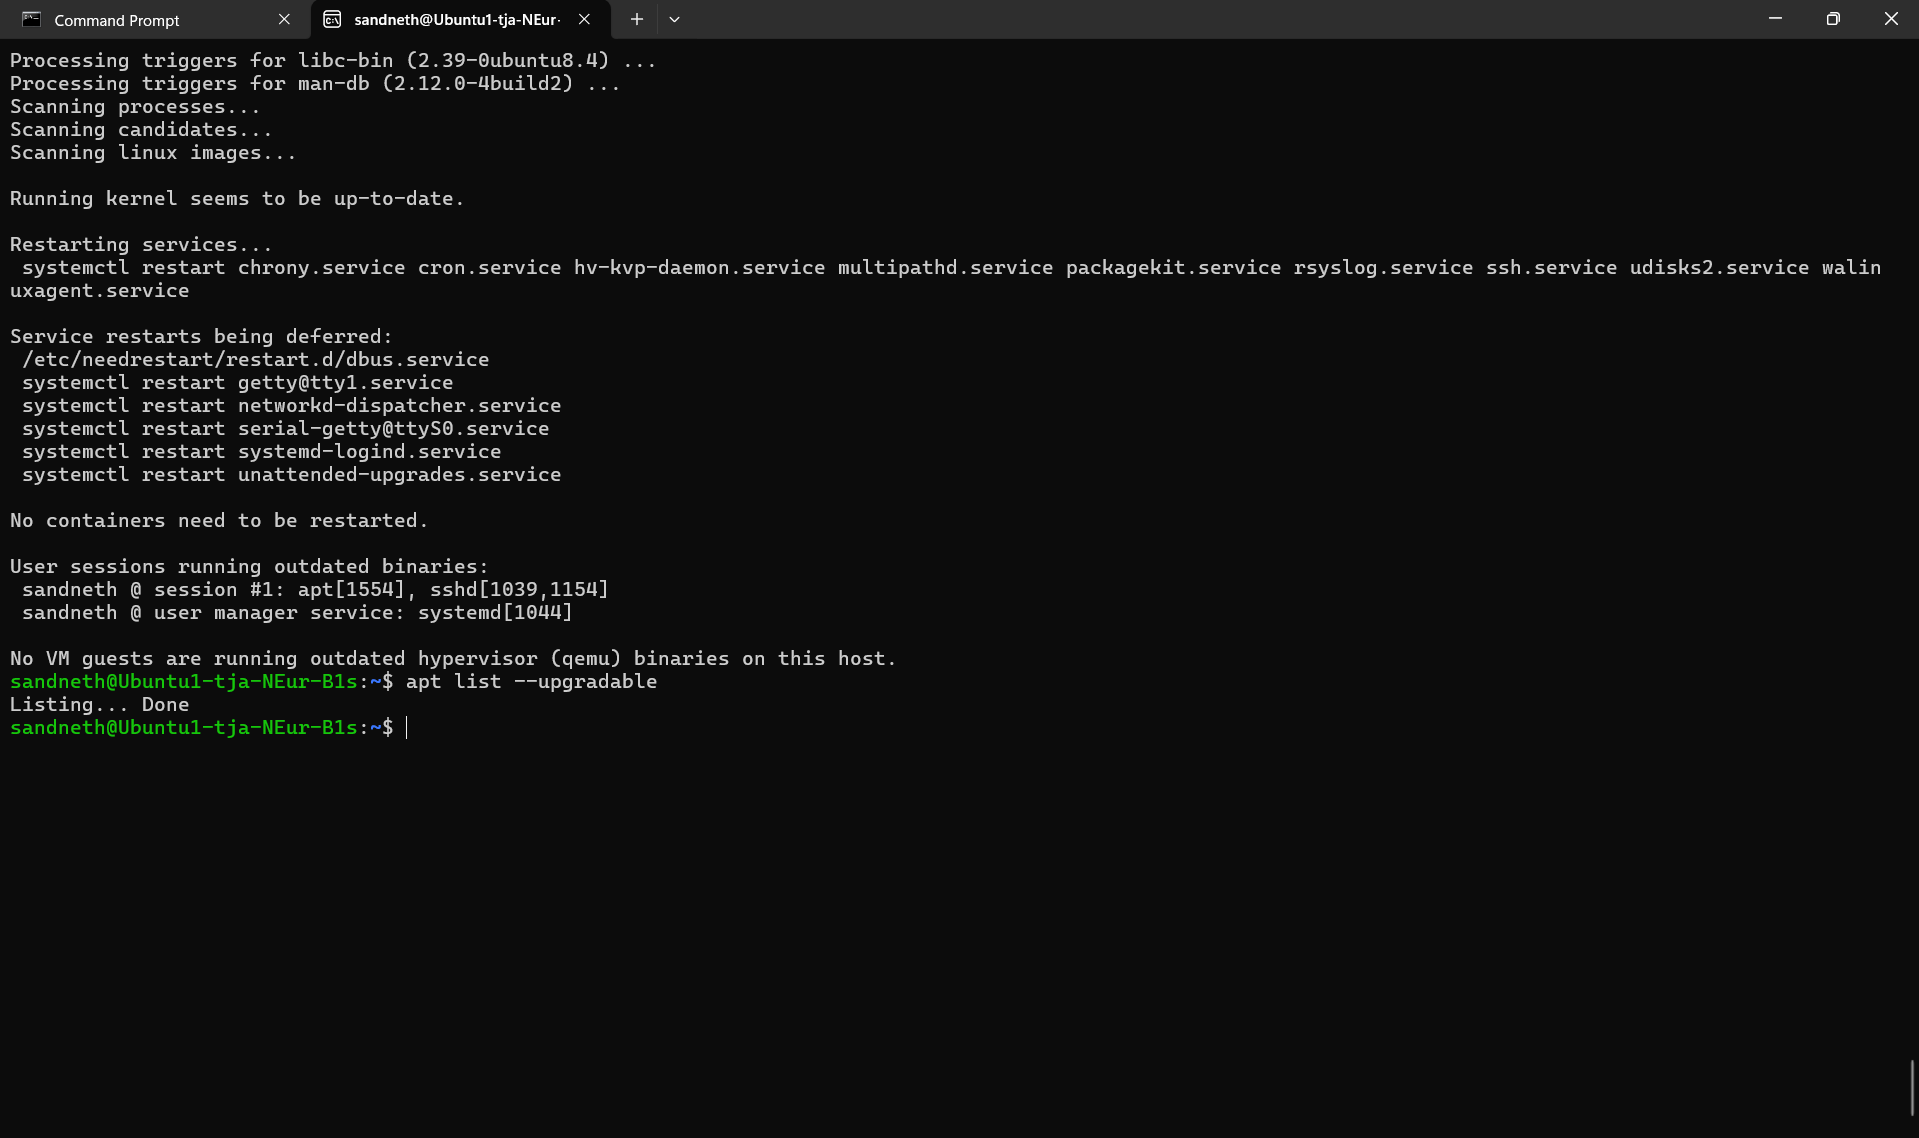 Command Prompt
sandneth@Ubuntu1-tja-NEur-
Processing triggers for libc-bin (2.39-0ubuntu8.4) ...
Processing triggers for man-db (2.12.0-4build2) ...
Scanning processes...
Scanning candidates...
Scanning linux images...
Running kernel seems to be up-to-date.
Restarting services...
 systemctl restart chrony.service cron.service hv-kvp-daemon.service multipathd.service packagekit.service rsyslog.service ssh.service udisks2.service walin
uxagent.service
Service restarts being deferred:
 /etc/needrestart/restart.d/dbus.service
 systemctl restart getty@tty1.service
 systemctl restart networkd-dispatcher.service
 systemctl restart serial-getty@ttyS0.service
 systemctl restart systemd-logind.service
 systemctl restart unattended-upgrades.service
No containers need to be restarted.
User sessions running outdated binaries:
 sandneth @ session #1: apt[1554], sshd[1039,1154]
 sandneth @ user manager service: systemd[1044]
No VM guests are running outdated hypervisor (qemu) binaries on this host.
sandneth@Ubuntu1-tja-NEur-B1s:~$ apt list --upgradable
Listing... Done
sandneth@Ubuntu1-tja-NEur-B1s:~$